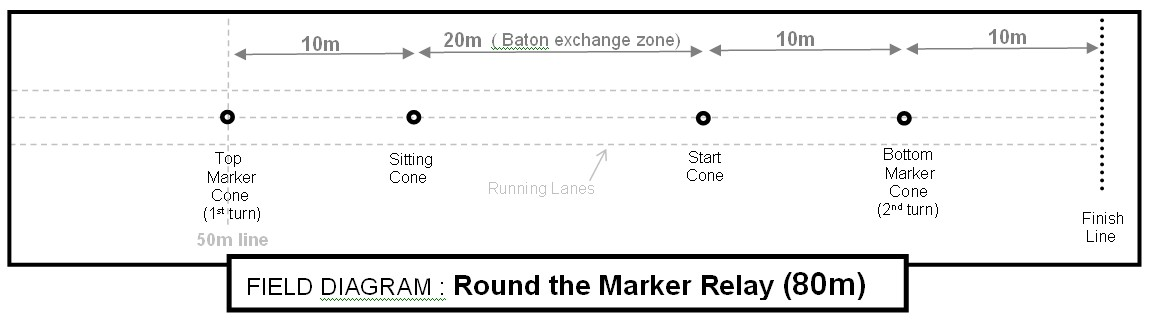 10m
20m ( Baton exchange zone)
10m
10m
Top
Marker
Cone
(1st turn)
Sitting
Cone
Running Lanes
Start
Cone
Bottom
Marker
Cone
(2nd turn)
Finish
Line
50m line
FIELD DIAGRAM : Round the Marker Relay (80m)